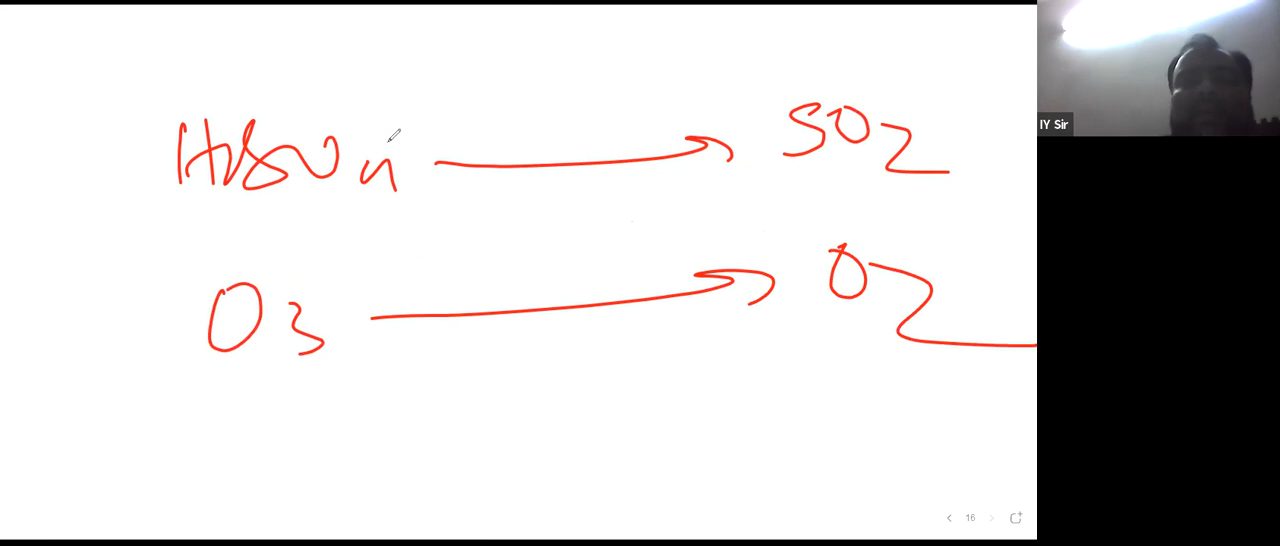 H₂SO₄ → SO₂
O₃ → O₂
IY Sir
16